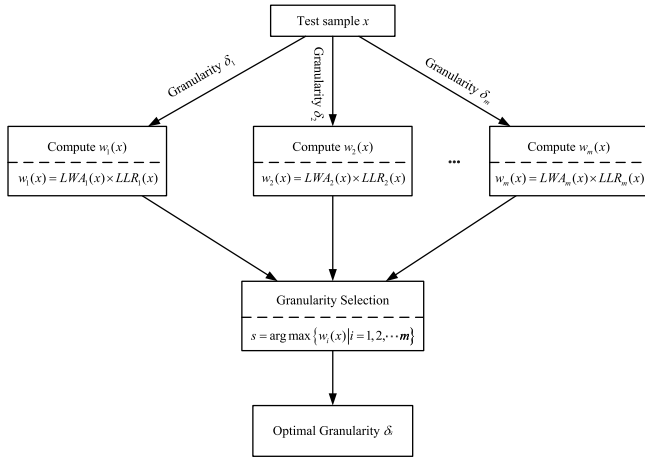 Test sample x
Granularity δ₁
Granularity δ₂
Granularity δₘ
Compute w₁(x)
w₁(x) = LWA₁(x) × LLR₁(x)
Compute w₂(x)
w₂(x) = LWA₂(x) × LLR₂(x)
...
Compute wₘ(x)
wₘ(x) = LWAₘ(x) × LLRₘ(x)
Granularity Selection
s = arg max {wᵢ(x)|i = 1, 2, ⋯ m}
Optimal Granularity δₛ